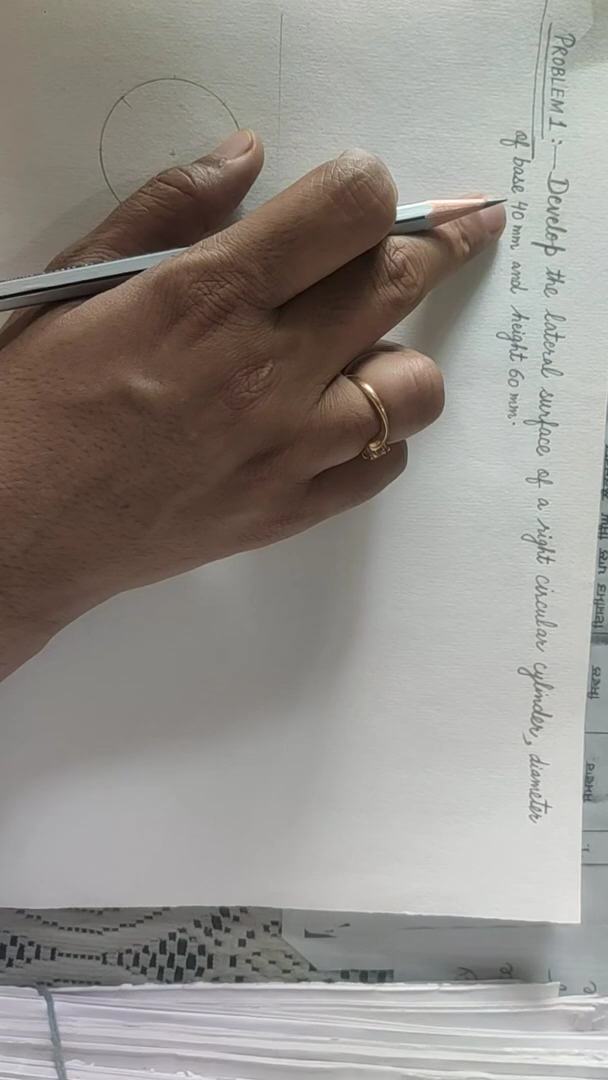 PROBLEM 1 :— Develop the lateral surface of a right circular cylinder, diameter
of base 40 mm and height 60 mm.